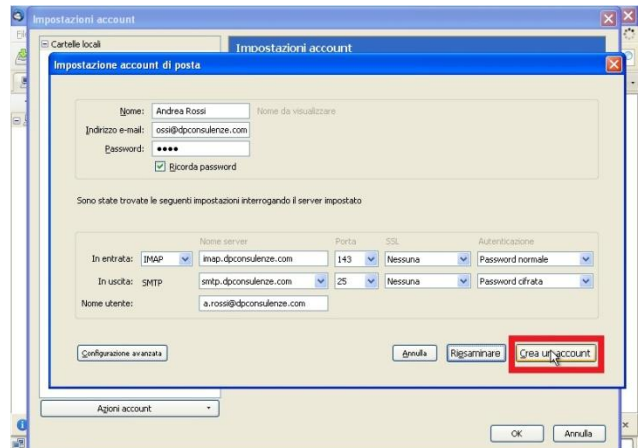 Impostazioni account
Cartelle locali
Impostazioni account
Impostazione account di posta
Nome: Andrea Rossi Nome da visualizzare
Indirizzo e-mail: ossi@dpconsulenze.com
Password: ●●●●
Ricorda password
Sono state trovate le seguenti impostazioni interrogando il server impostato
Nome server Porta SSL Autenticazione
In entrata: IMAP imap.dpconsulenze.com 143 Nessuna Password normale
In uscita: SMTP smtp.dpconsulenze.com 25 Nessuna Password cifrata
Nome utente: a.rossi@dpconsulenze.com
Configurazione avanzata Annulla Riesaminare Crea un account
Azioni account
OK Annulla